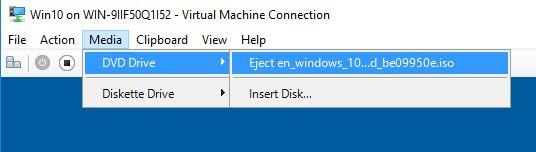 Win10 on WIN-9IIF50Q1I52 - Virtual Machine Connection
File Action Media Clipboard View Help
DVD Drive Eject en_windows_10...d_be09950e.iso
Diskette Drive Insert Disk...